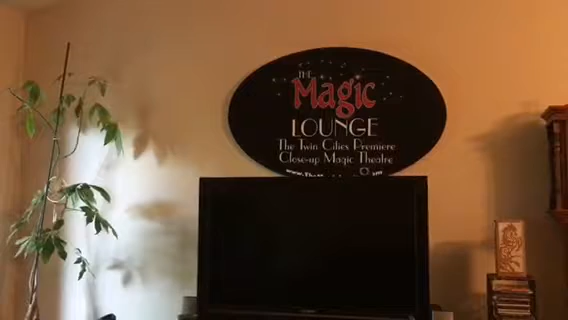 THE
Magic
LOUNGE
The Twin Cities Premiere
Close-up Magic Theatre